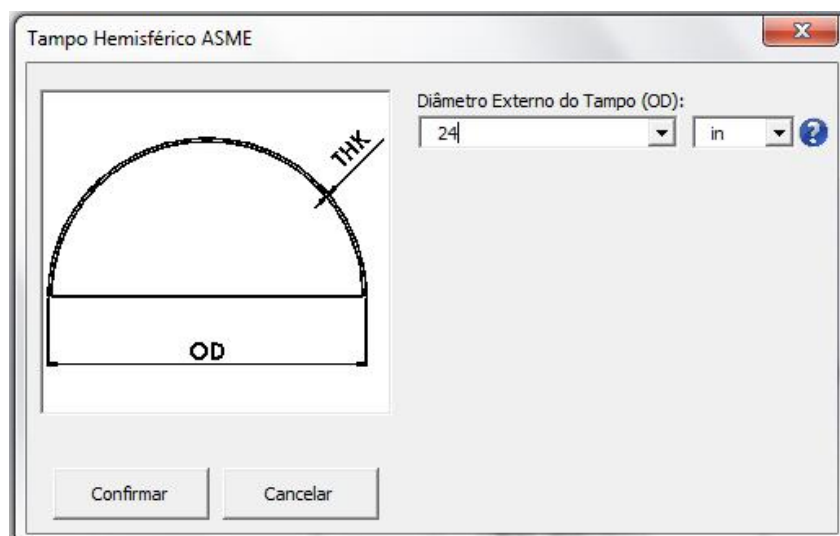 Tampo Hemisférico ASME
Diâmetro Externo do Tampo (OD):
24
in
THK
OD
Confirmar
Cancelar